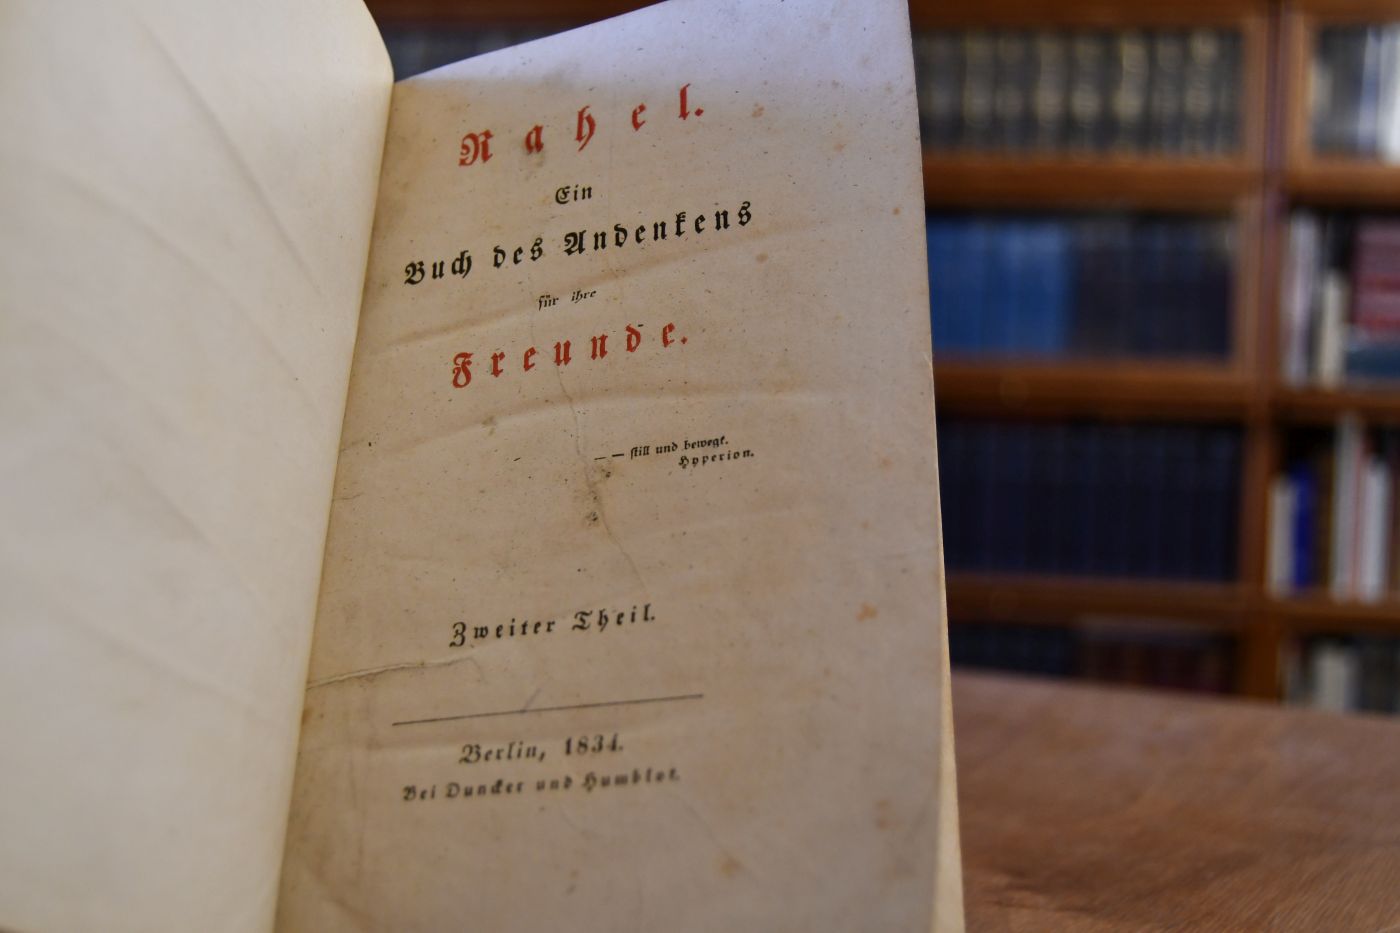 Rahel.
Ein
Buch des Andenkens
für ihre
Freunde.
— — still und bewegt.
Hyperion.
Zweiter Theil.
Berlin, 1834.
Bei Duncker und Humblot.